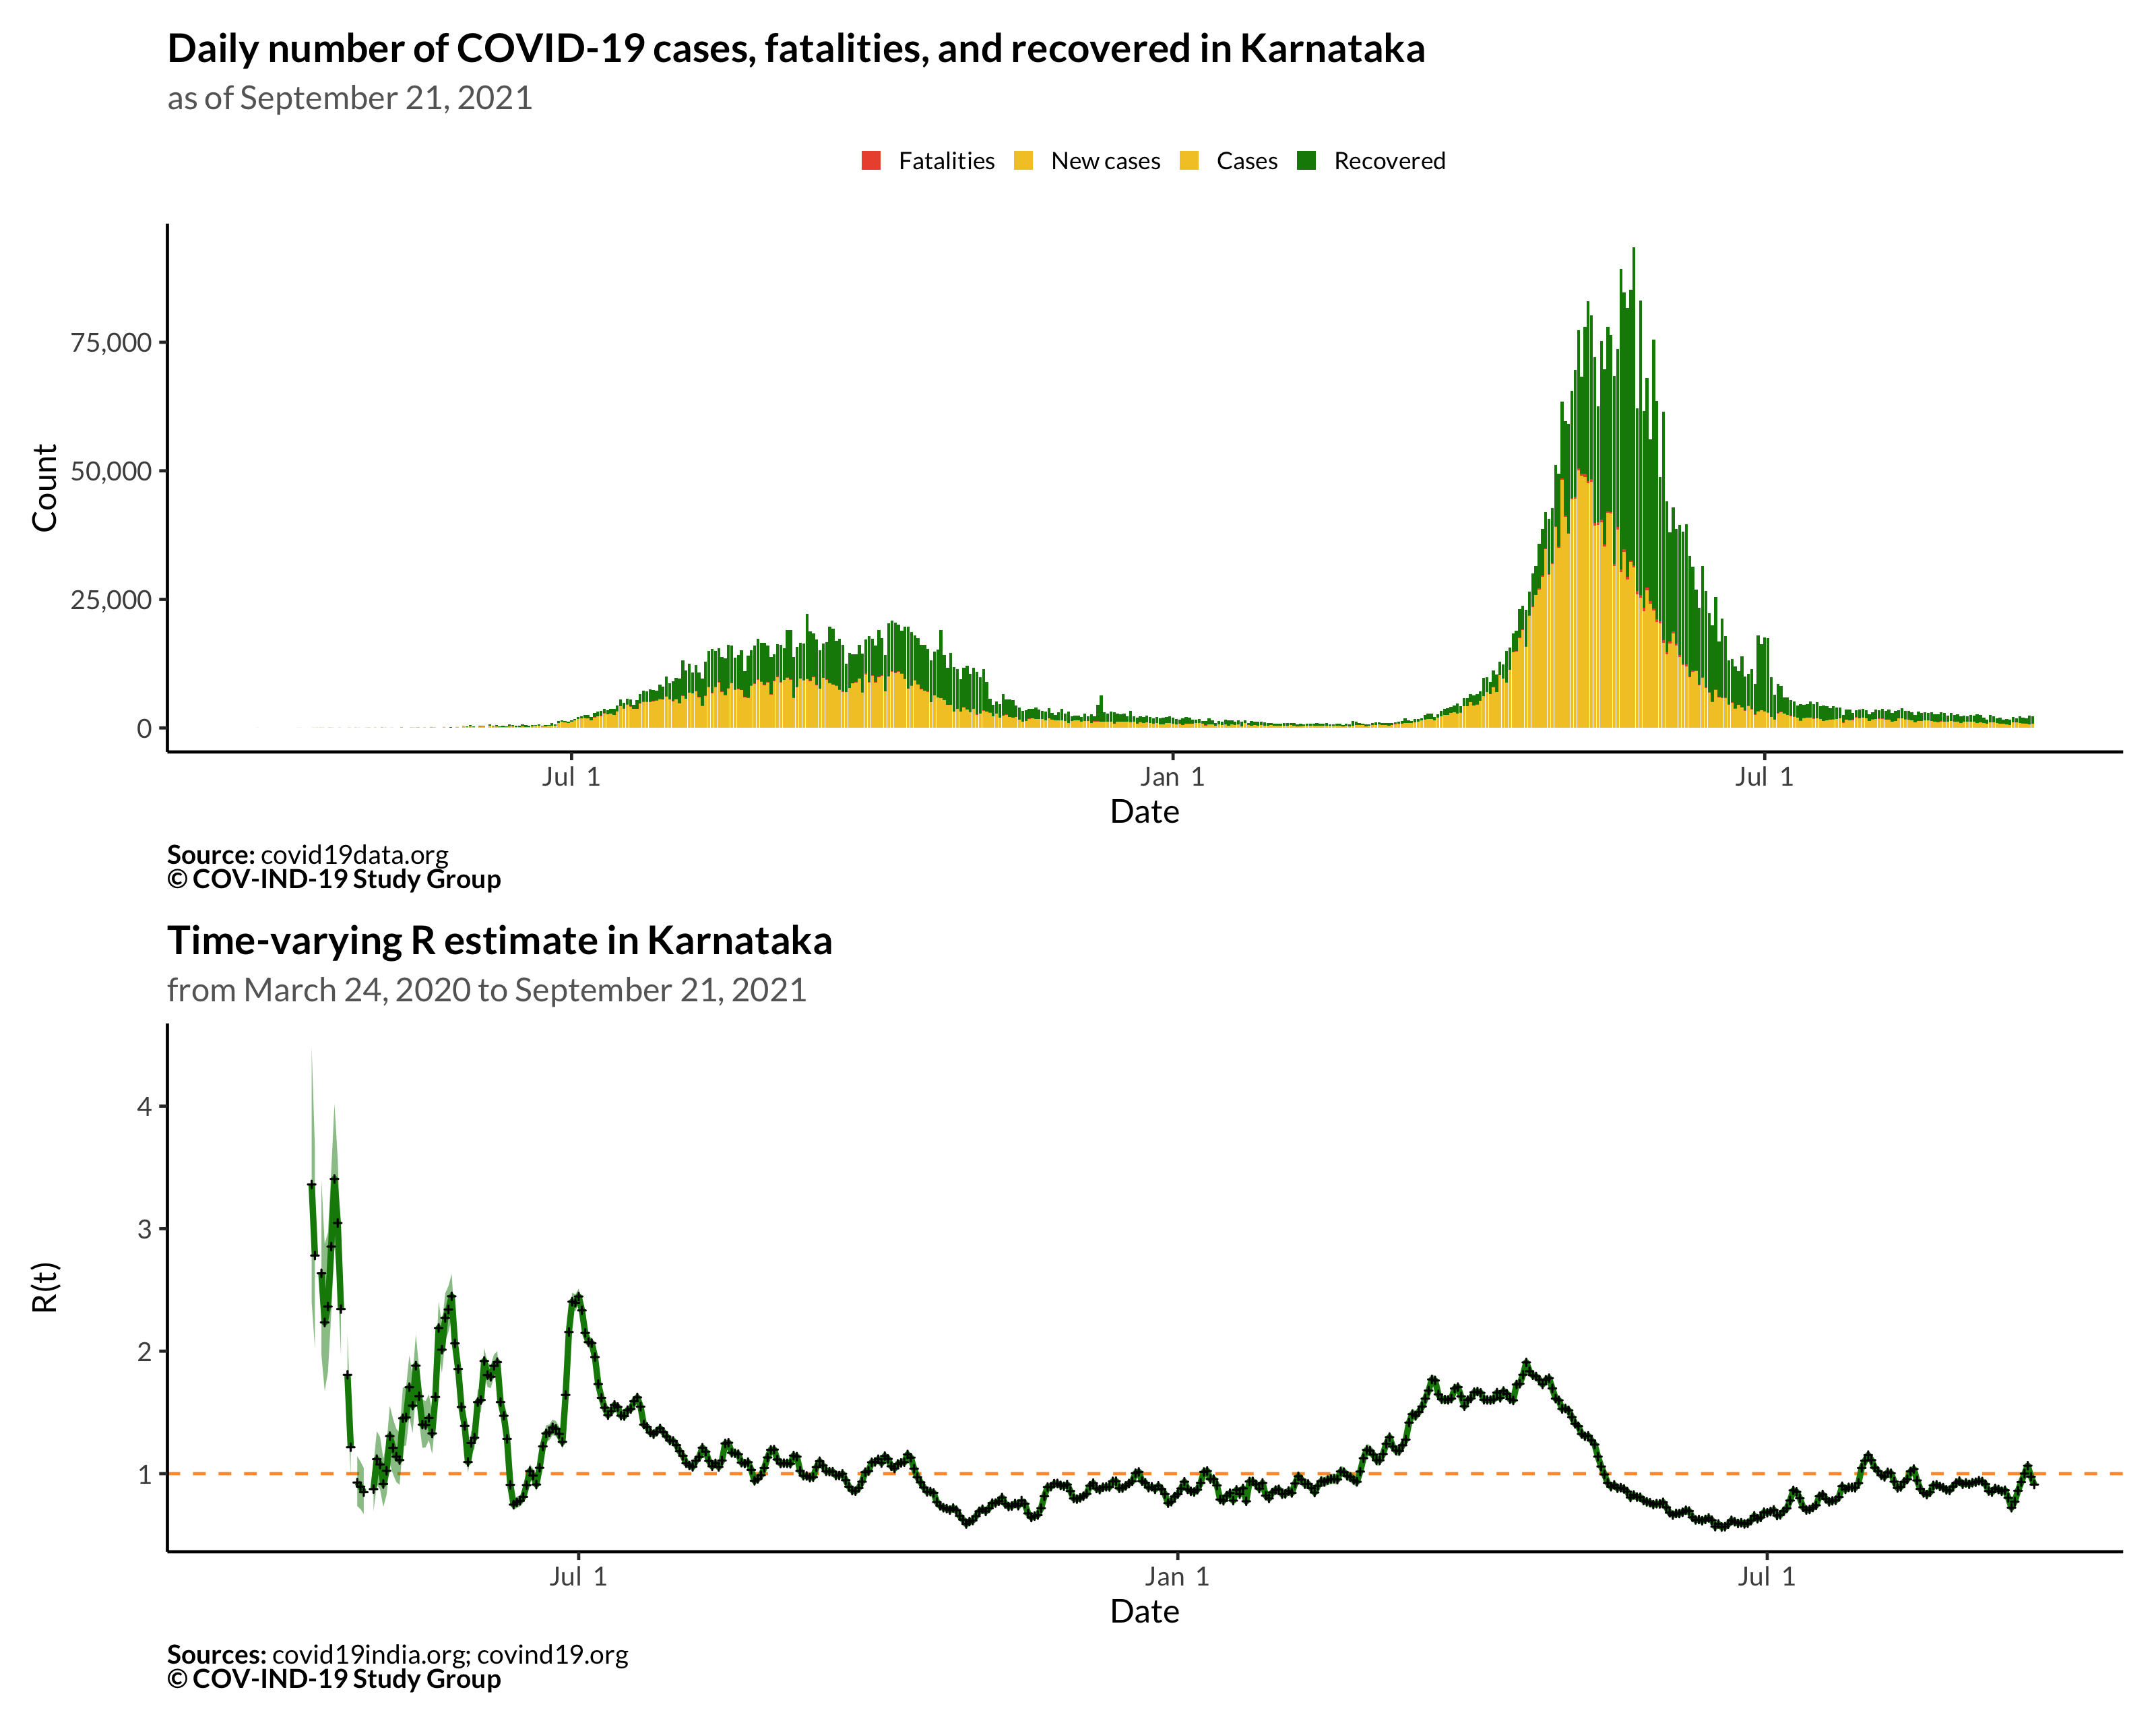 Daily number of COVID-19 cases, fatalities, and recovered in Karnataka
as of September 21, 2021
Fatalities New cases Cases Recovered
Count
75,000
50,000
25,000
0
Jul 1 Jan 1 Jul 1
Date
Source: covid19data.org
© COV-IND-19 Study Group
Time-varying R estimate in Karnataka
from March 24, 2020 to September 21, 2021
R(t)
4
3
2
1
Jul 1 Jan 1 Jul 1
Date
Sources: covid19india.org; covind19.org
© COV-IND-19 Study Group